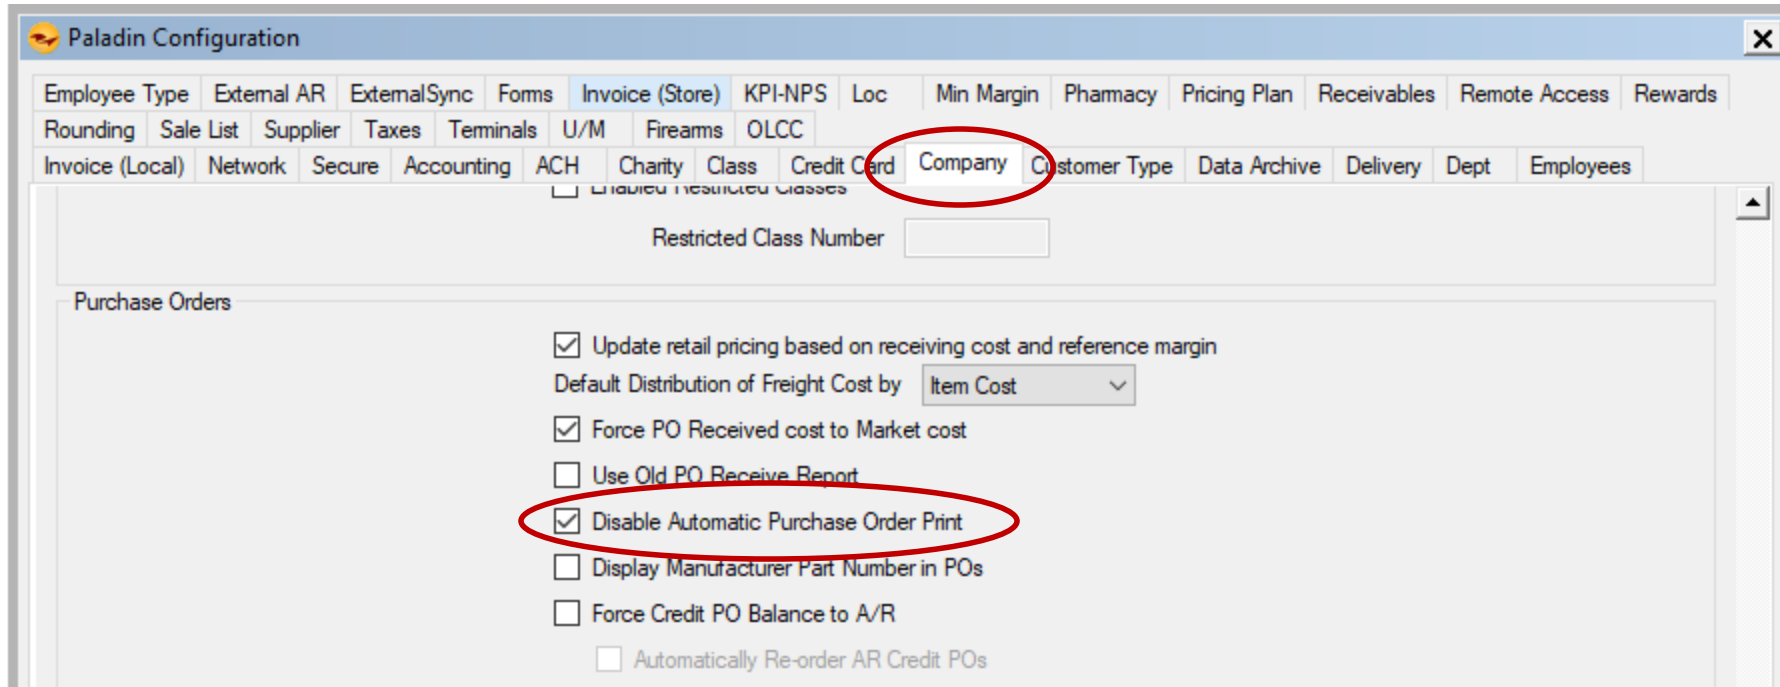 Paladin Configuration
Employee Type External AR ExternalSync Forms Invoice (Store) KPI-NPS Loc Min Margin Pharmacy Pricing Plan Receivables Remote Access Rewards
Rounding Sale List Supplier Taxes Terminals U/M Firearms OLCC
Invoice (Local) Network Secure Accounting ACH Charity Class Credit Card Company Customer Type Data Archive Delivery Dept Employees
Enabled Restricted Classes
Restricted Class Number
Purchase Orders
Update retail pricing based on receiving cost and reference margin
Default Distribution of Freight Cost by Item Cost
Force PO Received cost to Market cost
Use Old PO Receive Report
Disable Automatic Purchase Order Print
Display Manufacturer Part Number in POs
Force Credit PO Balance to A/R
Automatically Re-order AR Credit POs